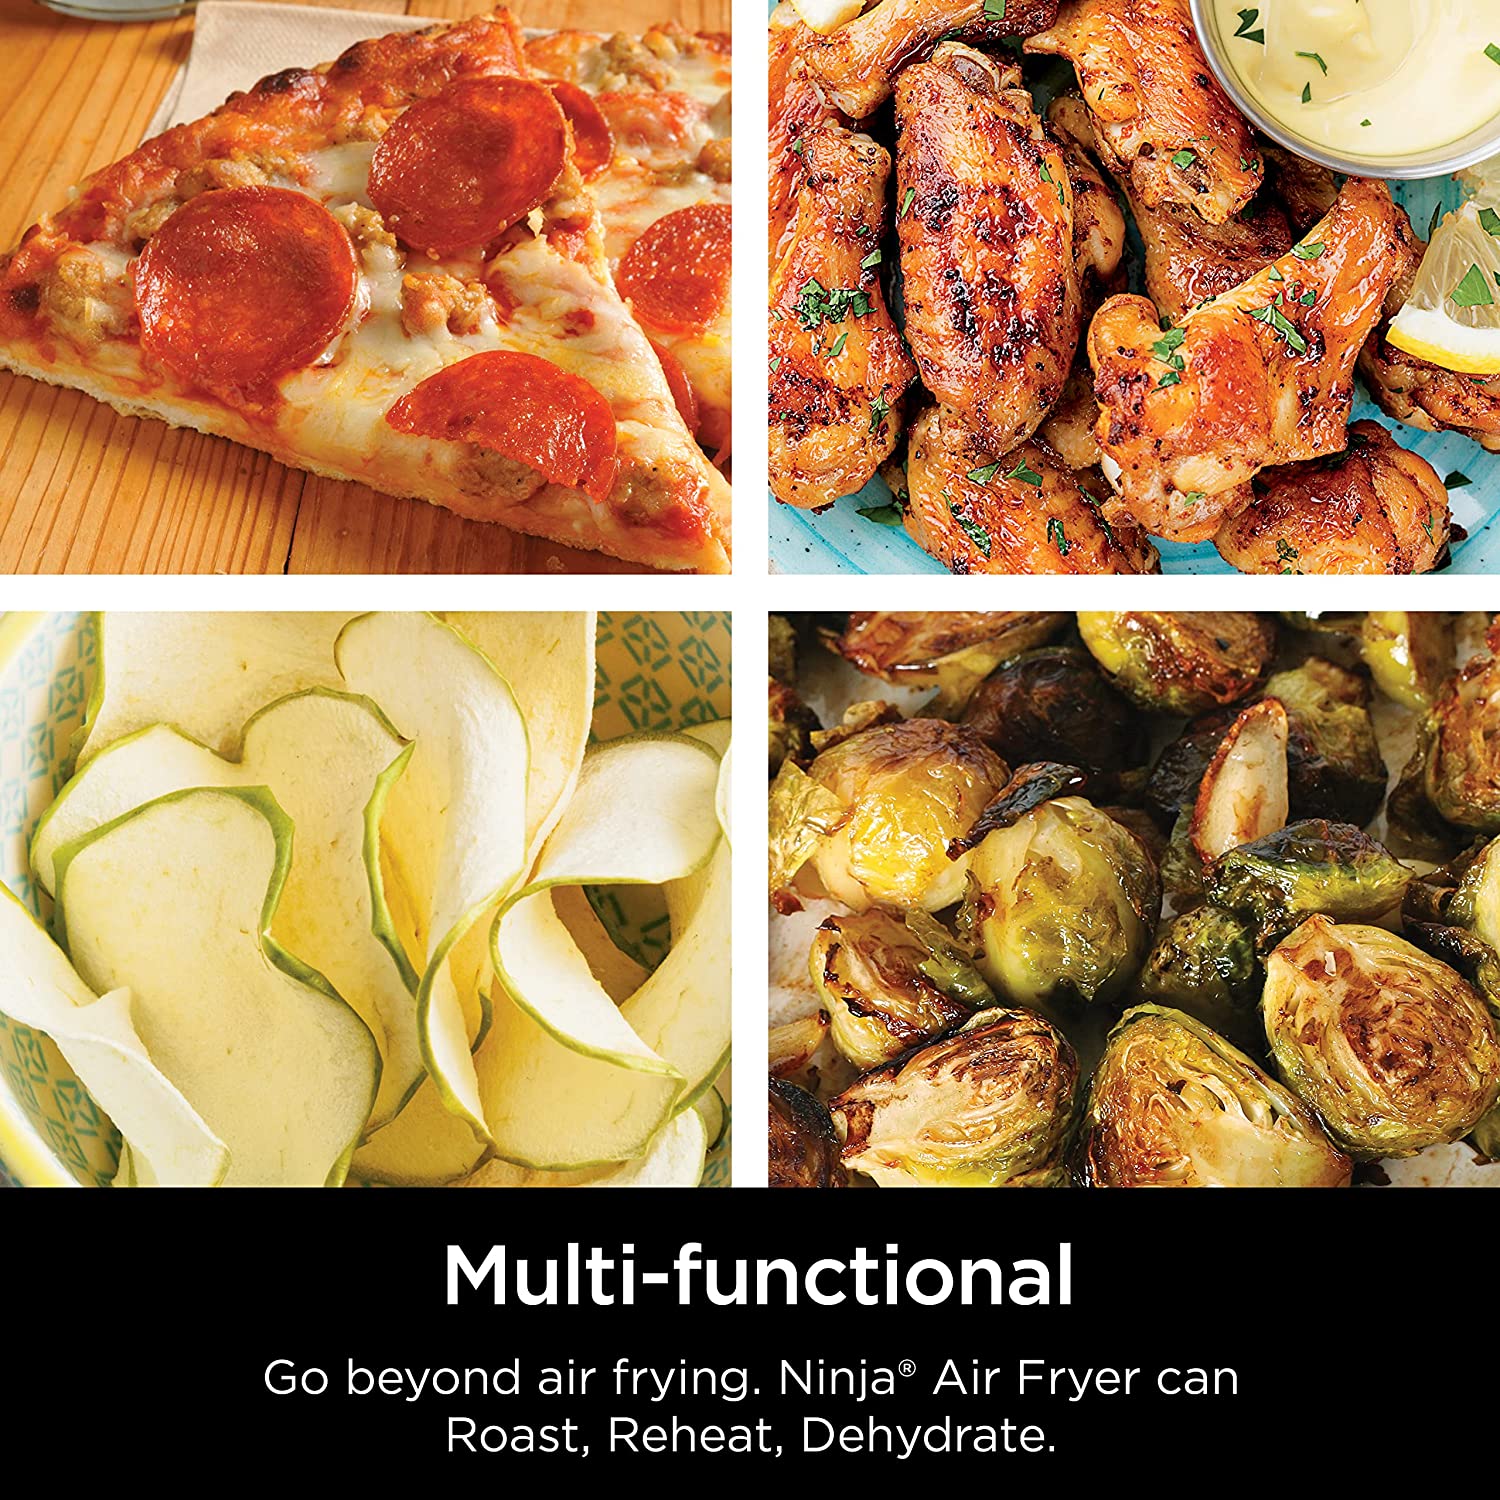 Multi-functional
Go beyond air frying. Ninja® Air Fryer can
Roast, Reheat, Dehydrate.